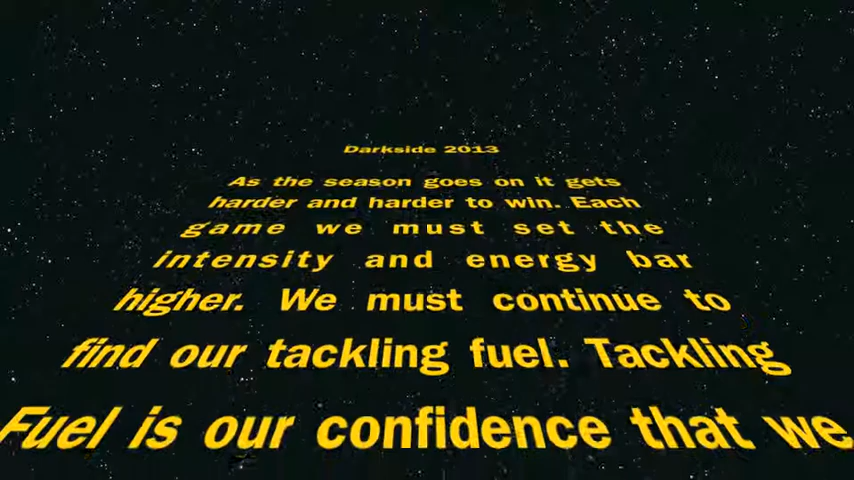 Darkside 2013
As the season goes on it gets
harder and harder to win. Each
game we must set the
intensity and energy bar
higher. We must continue to
find our tackling fuel. Tackling
Fuel is our confidence that we